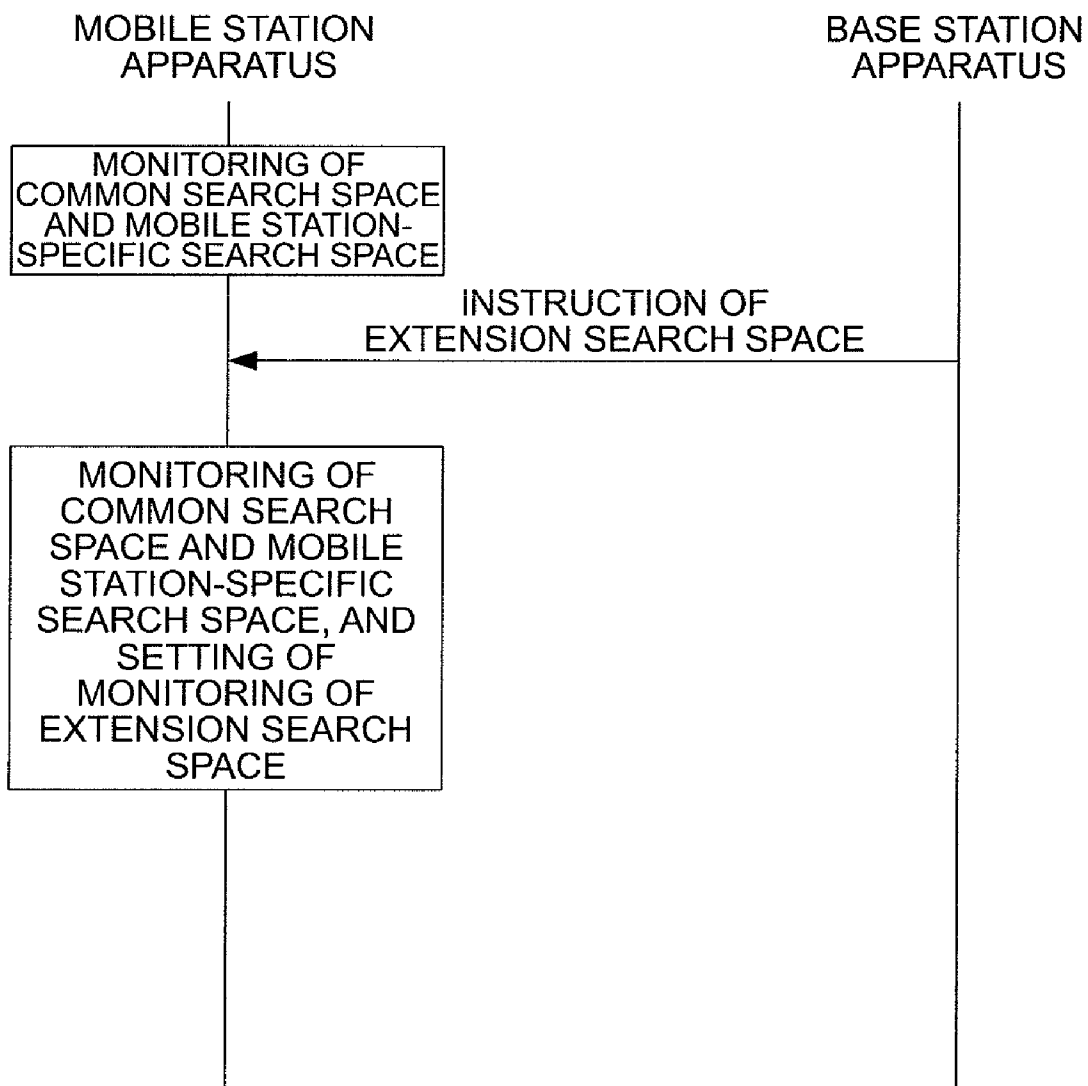 MOBILE STATION
APPARATUS
BASE STATION
APPARATUS
MONITORING OF
COMMON SEARCH SPACE
AND MOBILE STATION-
SPECIFIC SEARCH SPACE
INSTRUCTION OF
EXTENSION SEARCH SPACE
MONITORING OF
COMMON SEARCH
SPACE AND MOBILE
STATION-SPECIFIC
SEARCH SPACE, AND
SETTING OF
MONITORING OF
EXTENSION SEARCH
SPACE